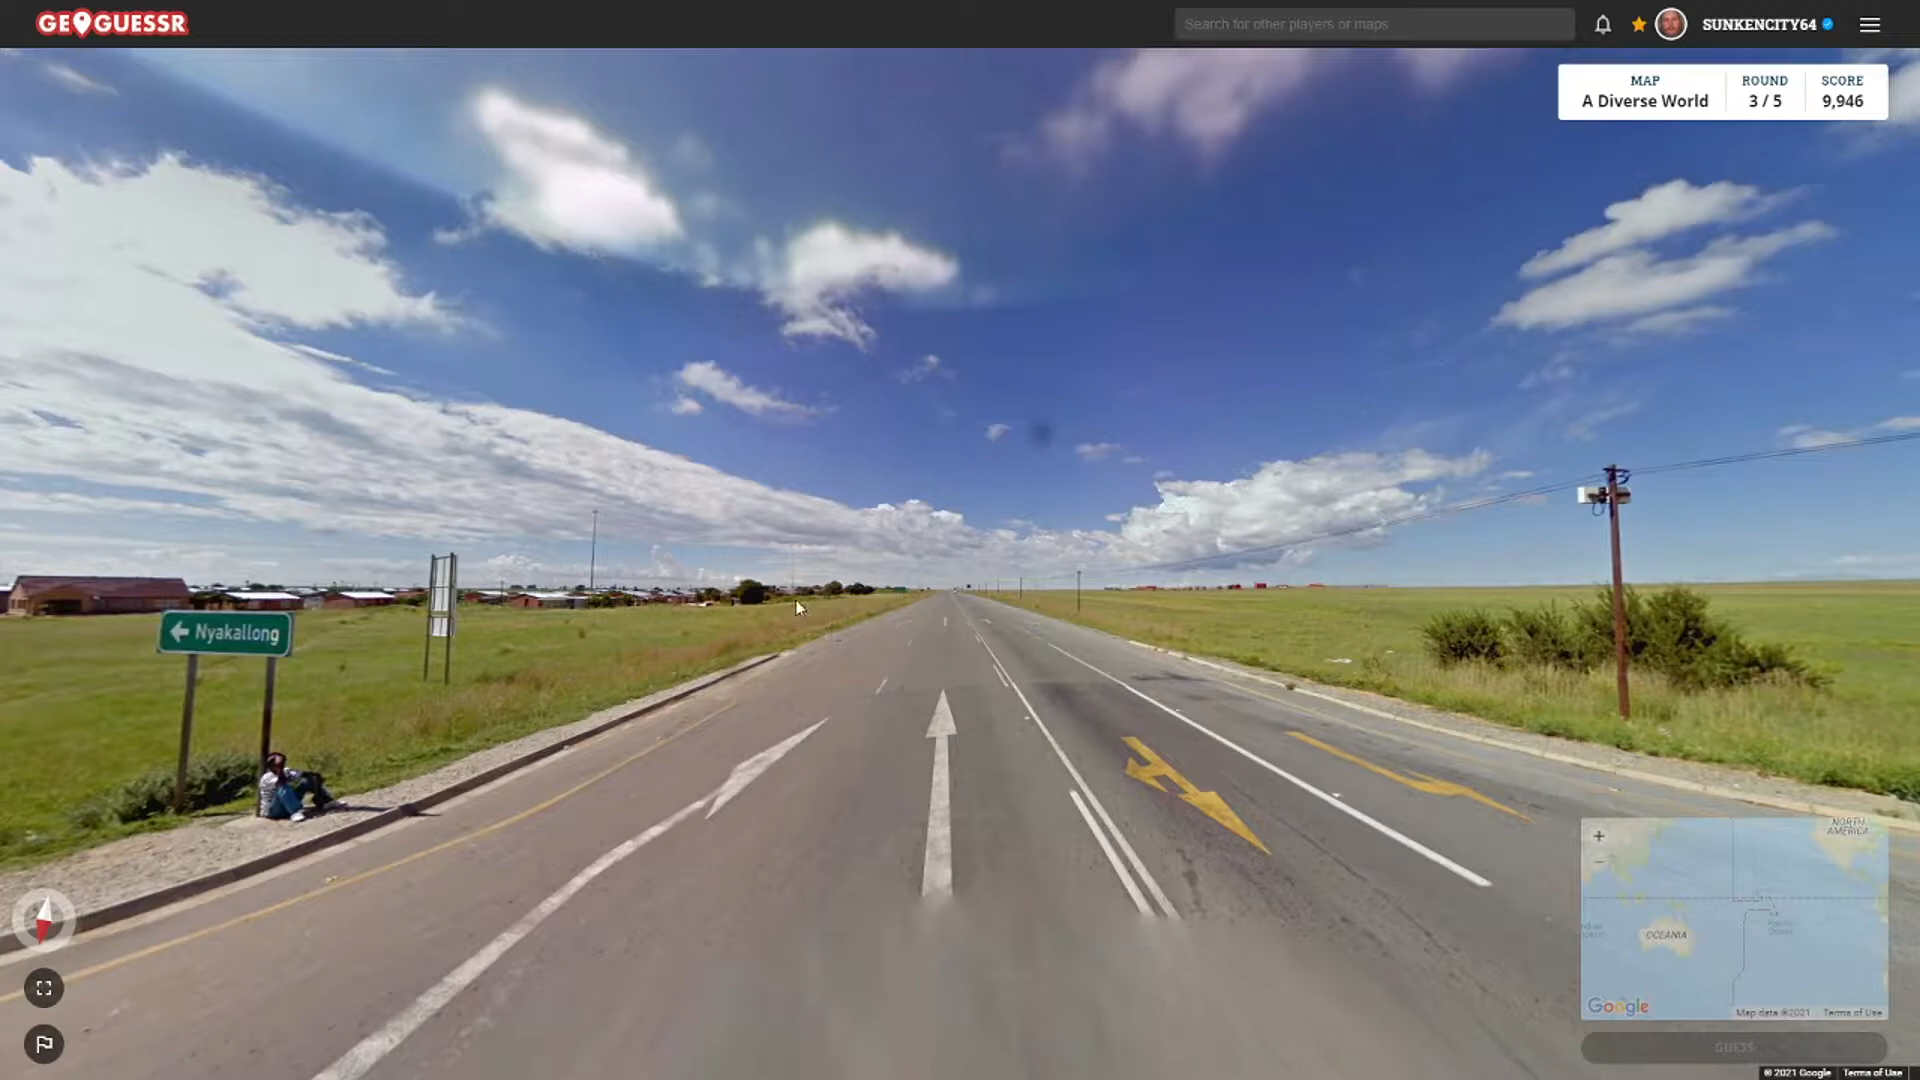 GEOGUESSR
Search for other players or maps
SUNKENCITY64
MAP
A Diverse World
ROUND
3 / 5
SCORE
9,946
Nyakallong
NORTH
AMERICA
OCEANIA
Google
Map data ©2021
Terms of Use
GUESS
© 2021 Google
Terms of Use